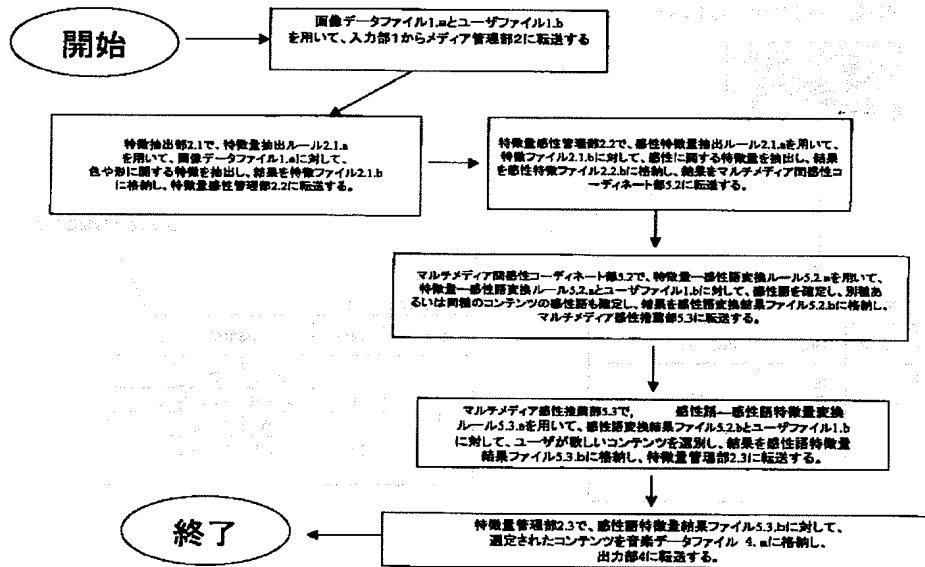 開始
画像データファイル1.aとユーザファイル1.b
を用いて、入力部1からメディア管理部2に転送する
特徴抽出部2.1で、特徴量抽出ルール2.1.a
を用いて、画像データファイル1.aに対して、
色や形に関する特徴を抽出し、結果を特徴ファイル2.1.b
に格納し、特徴量感性管理部2.2に転送する。
特徴量感性管理部2.2で、感性特徴量抽出ルール2.1.aを用いて、
特徴ファイル2.1.bに対して、感性に関する特徴量を抽出し、結果
を感性特徴ファイル2.2.bに格納し、結果をマルチメディア間感性コ
ーディネート部5.2に転送する。
マルチメディア間感性コーディネート部5.2で、特徴量―感性語変換ルール5.2.aを用いて、
特徴量―感性語変換ルール5.2.aとユーザファイル1.bに対して、感性語を確定し、別種あ
るいは同種のコンテンツの感性語も確定し、結果を感性語変換結果ファイル5.2.bに格納し、
マルチメディア感性推薦部5.3に転送する。
マルチメディア感性推薦部5.3で, 感性語―感性語特徴量変換
ルール5.3.aを用いて、感性語変換結果ファイル5.2.bとユーザファイル1.b
に対して、ユーザが欲しいコンテンツを選別し、結果を感性語特徴量
結果ファイル5.3.bに格納し、特徴量管理部2.3に転送する。
特徴量管理部2.3で、感性語特徴量結果ファイル5.3.bに対して、
選定されたコンテンツを音楽データファイル 4.aに格納し、
出力部4に転送する。
終了